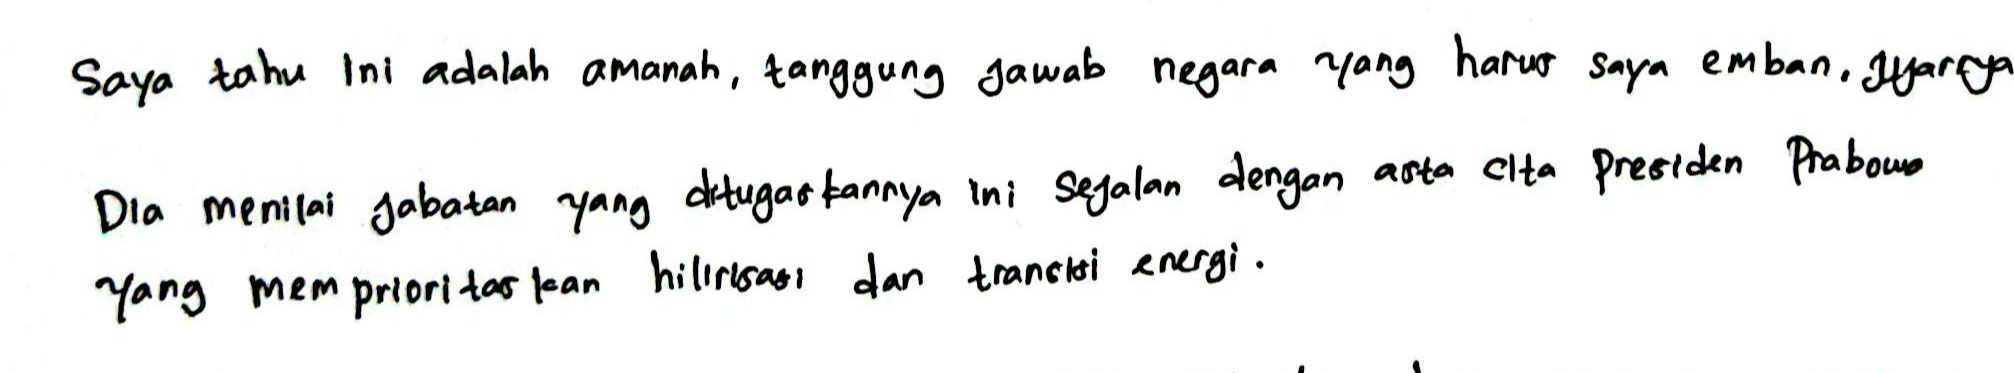 Saya tahu ini adalah amanah, tanggung jawab negara yang harus saya emban, ujarnya
Dia menilai jabatan yang ditugaskannya ini sejalan dengan asta cita Presiden Prabowo
yang memprioritaskan hilirisasi dan transisi energi.